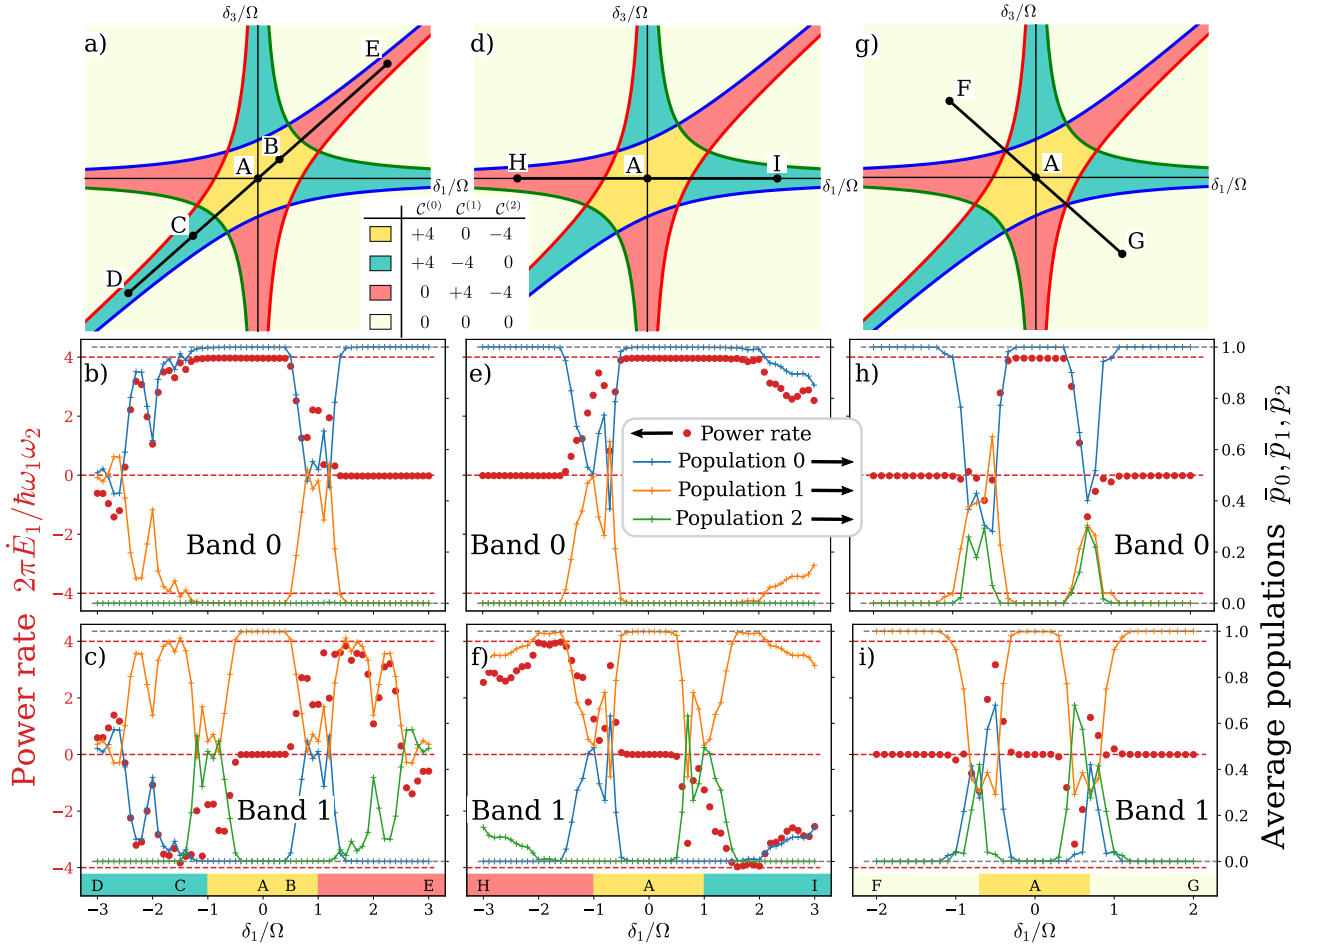 δ₃/Ω
δ₃/Ω
δ₃/Ω
a)
d)
g)
E
B
A
C
D
H
A
I
F
A
G
δ₁/Ω
δ₁/Ω
δ₁/Ω
C⁽⁰⁾ C⁽¹⁾ C⁽²⁾
+4 0 −4
+4 −4 0
0 +4 −4
0 0 0
b)
e)
h)
4
2
0
−2
−4
1.0
0.8
0.6
0.4
0.2
0.0
Power rate
Population 0
Population 1
Population 2
Band 0
Band 0
Band 0
c)
f)
i)
4
2
0
−2
−4
1.0
0.8
0.6
0.4
0.2
0.0
Band 1
Band 1
Band 1
D C A B E
H A I
F A G
−3 −2 −1 0 1 2 3
−3 −2 −1 0 1 2 3
−2 −1 0 1 2
δ₁/Ω
δ₁/Ω
δ₁/Ω
Power rate 2πĖ₁/ħω₁ω₂
Average populations p̄₀, p̄₁, p̄₂